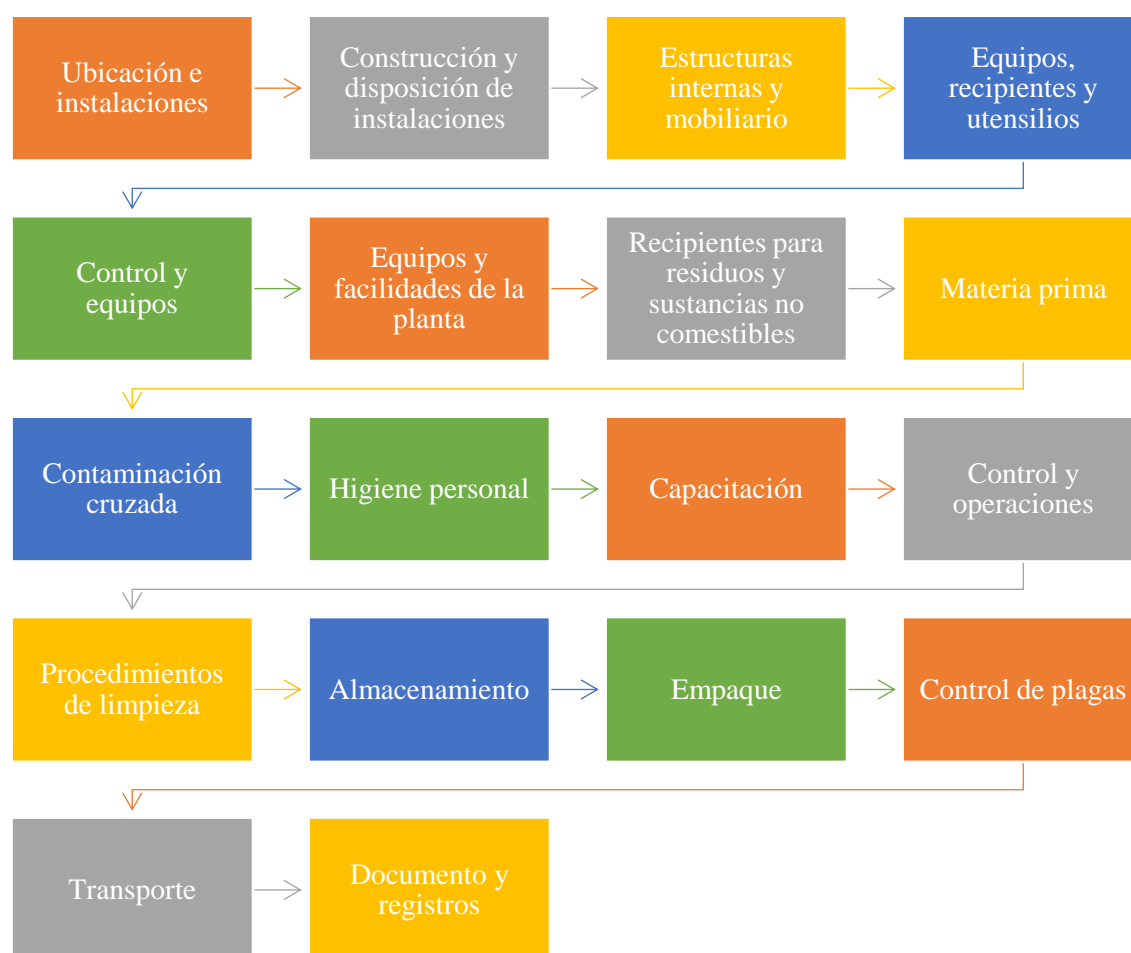 Ubicación e
instalaciones
Construcción y
disposición de
instalaciones
Estructuras
internas y
mobiliario
Equipos,
recipientes y
utensilios
Control y
equipos
Equipos y
facilidades de la
planta
Recipientes para
residuos y
sustancias no
comestibles
Materia prima
Contaminación
cruzada
Higiene personal
Capacitación
Control y
operaciones
Procedimientos
de limpieza
Almacenamiento
Empaque
Control de plagas
Transporte
Documento y
registros